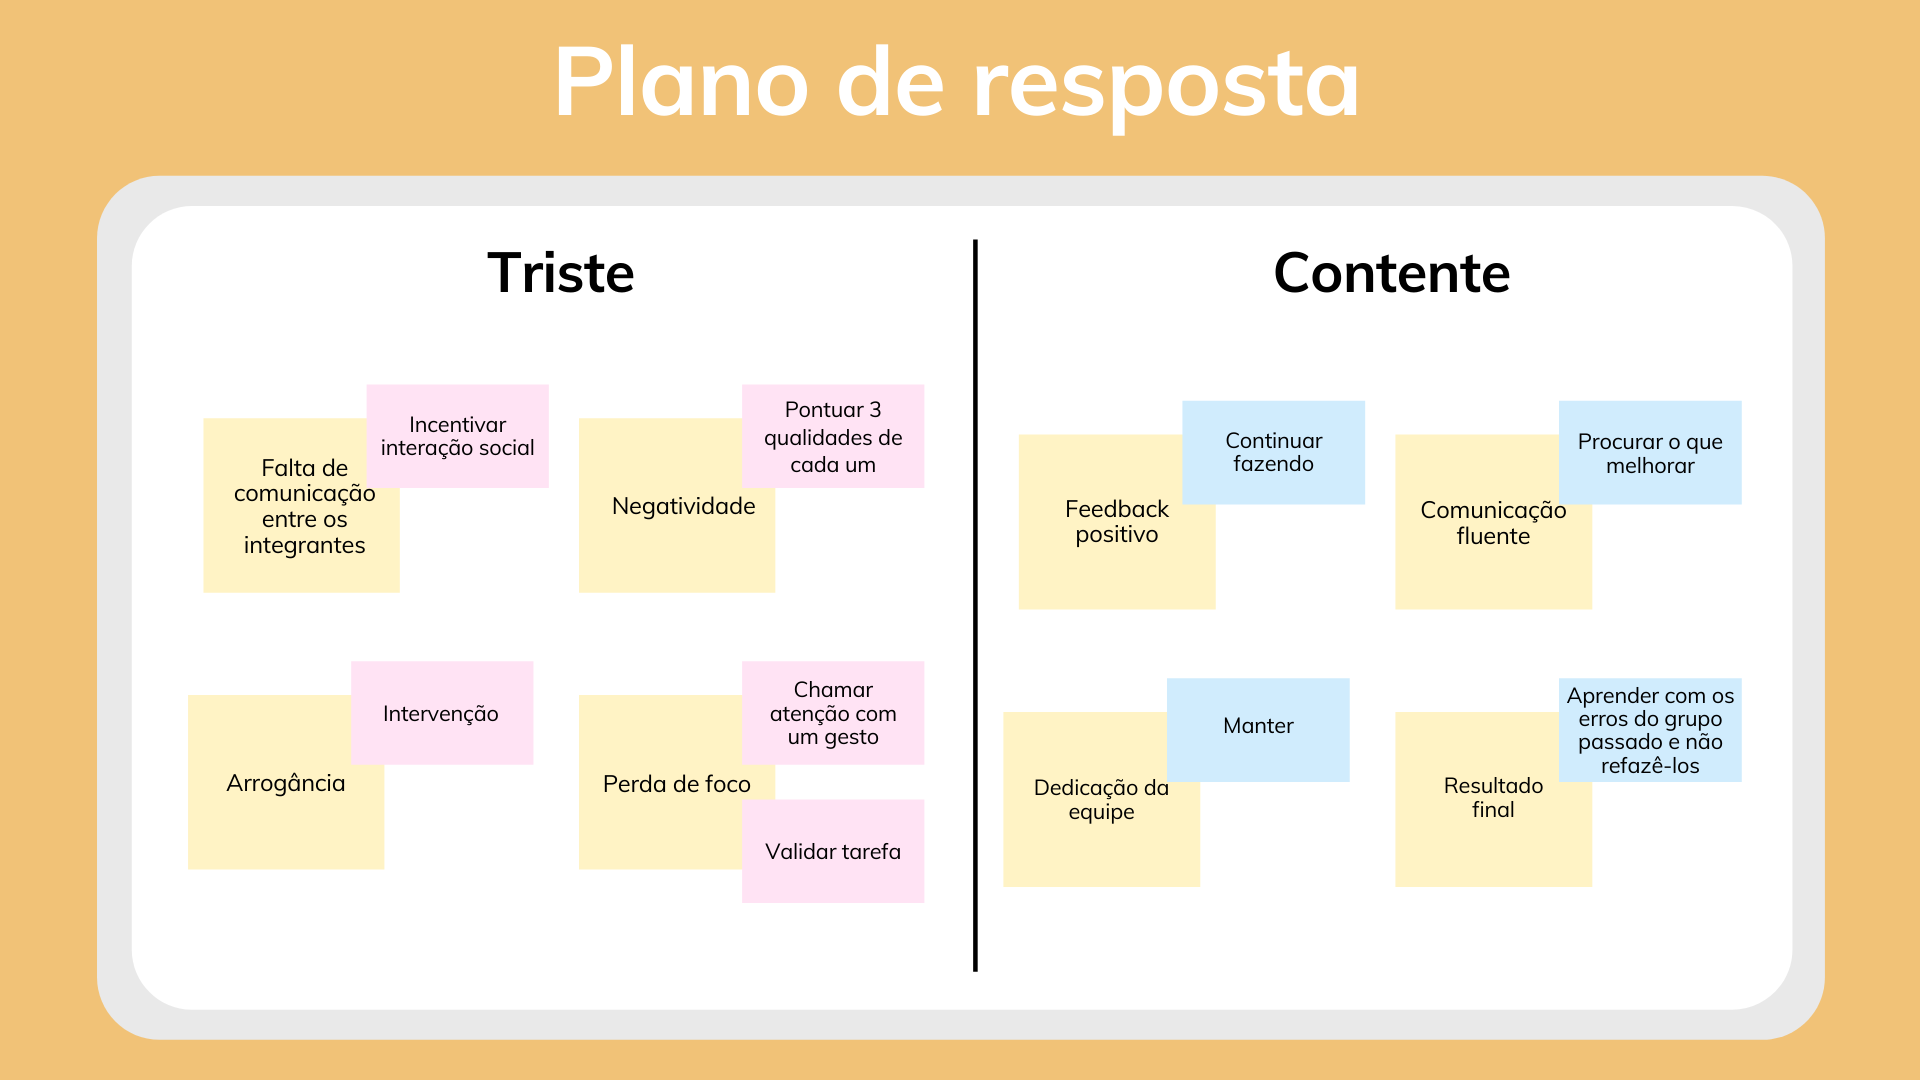 Plano de resposta
Triste
Falta de
comunicação
entre os
integrantes
Incentivar
interação social
Negatividade
Pontuar 3
qualidades de
cada um
Arrogância
Intervenção
Perda de foco
Chamar
atenção com
um gesto
Validar tarefa
Contente
Feedback
positivo
Continuar
fazendo
Comunicação
fluente
Procurar o que
melhorar
Dedicação da
equipe
Manter
Resultado
final
Aprender com os
erros do grupo
passado e não
refazê-los